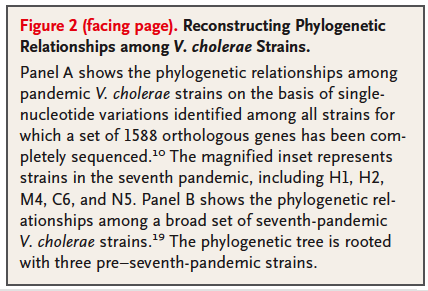 Figure 2 (facing page). Reconstructing Phylogenetic
Relationships among V. cholerae Strains.
Panel A shows the phylogenetic relationships among
pandemic V. cholerae strains on the basis of single-
nucleotide variations identified among all strains for
which a set of 1588 orthologous genes has been com-
pletely sequenced.¹⁰ The magnified inset represents
strains in the seventh pandemic, including H1, H2,
M4, C6, and N5. Panel B shows the phylogenetic rel-
ationships among a broad set of seventh-pandemic
V. cholerae strains.¹⁹ The phylogenetic tree is rooted
with three pre–seventh-pandemic strains.